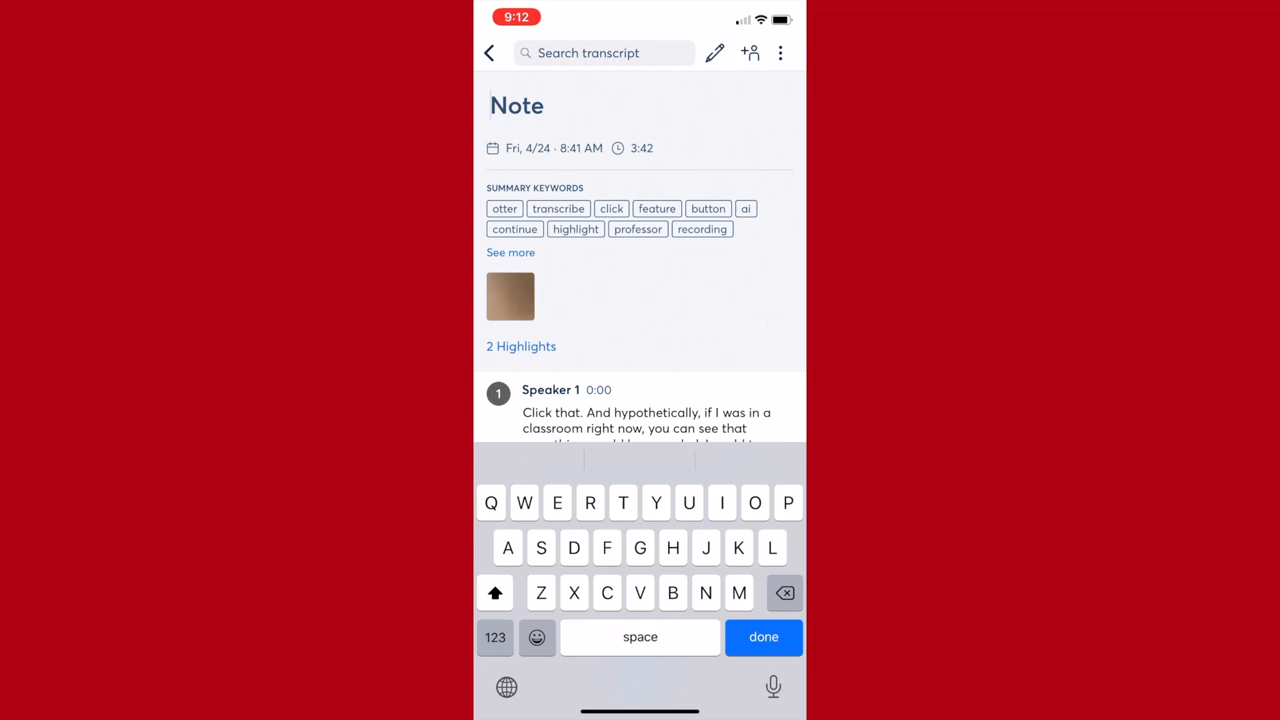 9:12
Search transcript
Note
Fri, 4/24 · 8:41 AM 3:42
SUMMARY KEYWORDS
otter transcribe click feature button ai
continue highlight professor recording
See more
2 Highlights
1 Speaker 1 0:00
Click that. And hypothetically, if I was in a
classroom right now, you can see that
Q W E R T Y U I O P
A S D F G H J K L
Z X C V B N M
123 space done